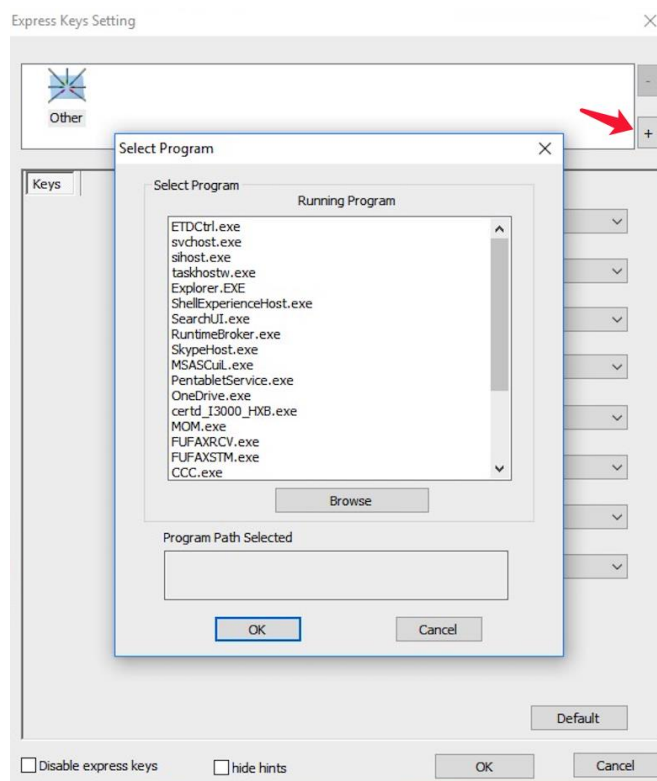 Express Keys Setting
Other
-
+
Select Program
Keys
Select Program
Running Program
ETDCtrl.exe
svchost.exe
sihost.exe
taskhostw.exe
Explorer.EXE
ShellExperienceHost.exe
SearchUI.exe
RuntimeBroker.exe
SkypeHost.exe
MSASCuiL.exe
PentabletService.exe
OneDrive.exe
certd_I3000_HXB.exe
MOM.exe
FUFAXRCV.exe
FUFAXSTM.exe
CCC.exe
Browse
Program Path Selected
OK Cancel
Default
Disable express keys hide hints OK Cancel